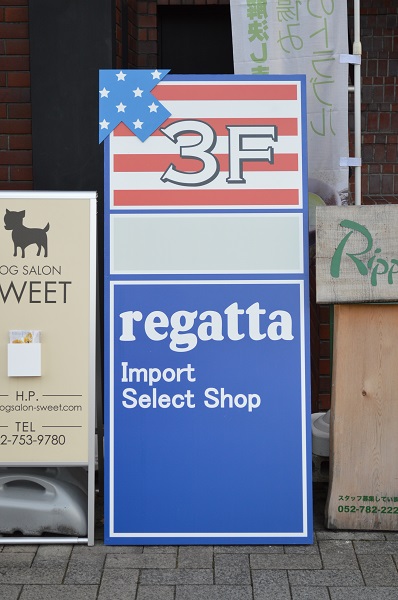 3F
regatta
Import
Select Shop
OG SALON
WEET
H.P.
ogsalon-sweet.com
TEL
2-753-9780
Ripp
052-782-222